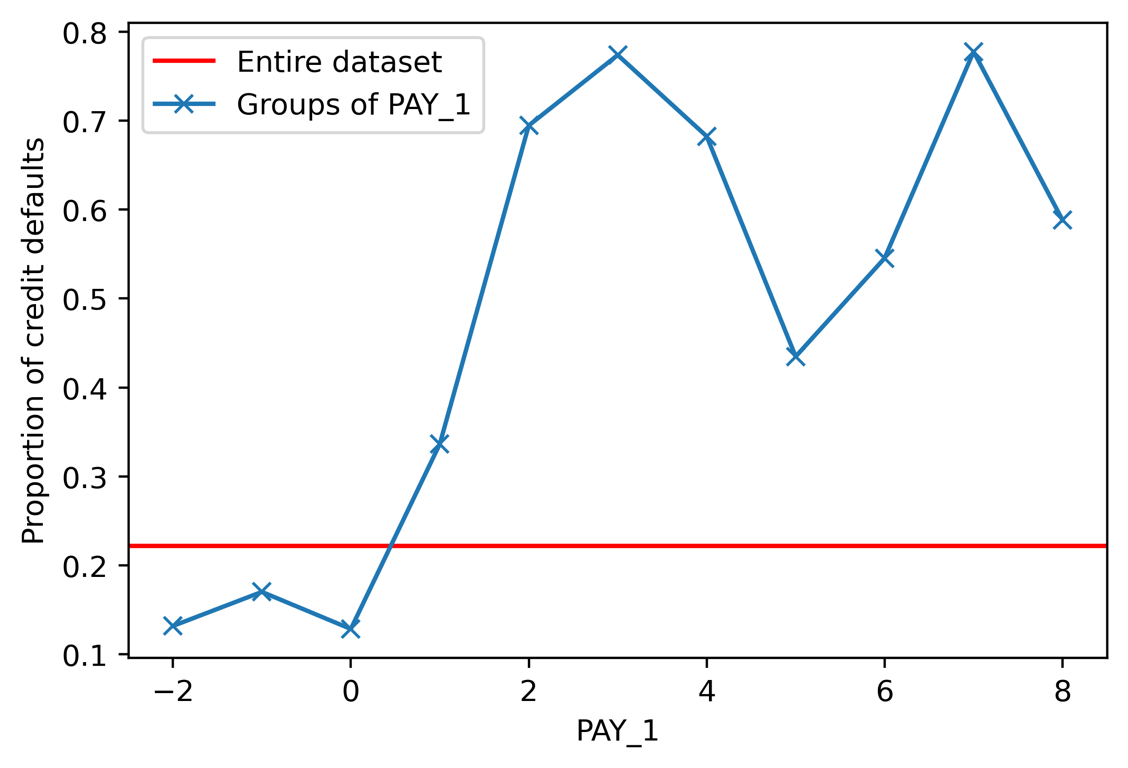 Entire dataset
Groups of PAY_1
Proportion of credit defaults
0.8
0.7
0.6
0.5
0.4
0.3
0.2
0.1
−2 0 2 4 6 8
PAY_1